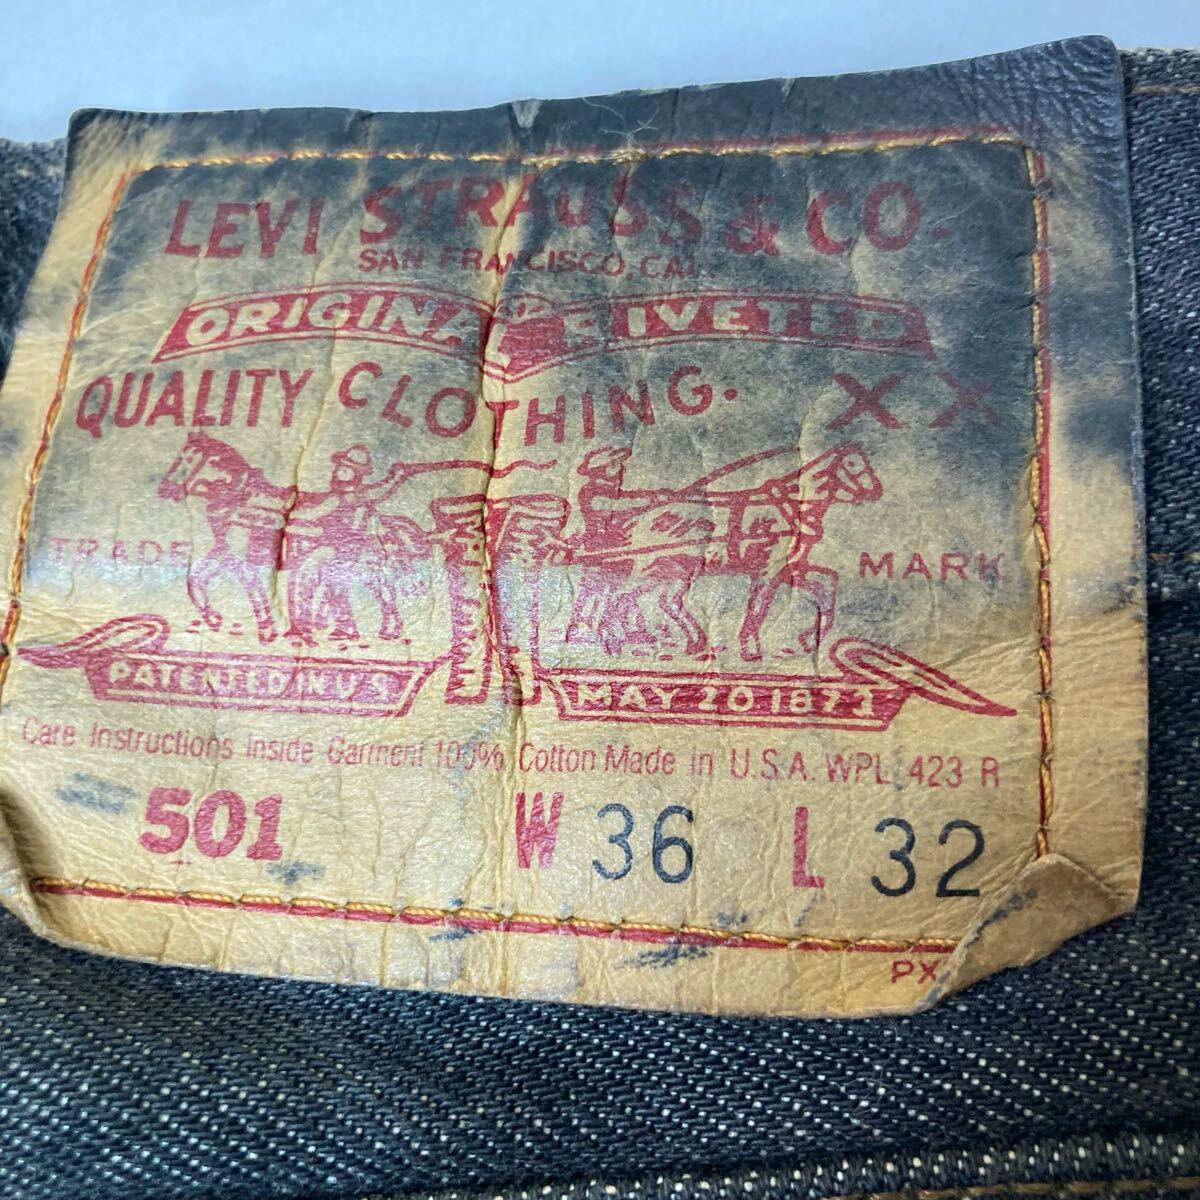 LEVI STRAUSS & CO.
SAN FRANCISCO, CAL.
ORIGINAL RIVETED
QUALITY CLOTHING. XX
TRADE MARK
PATENTED IN U.S. MAY 20 1873
Care Instructions Inside Garment 100% Cotton Made in U.S.A. WPL 423 R
501 W 36 L 32
PX